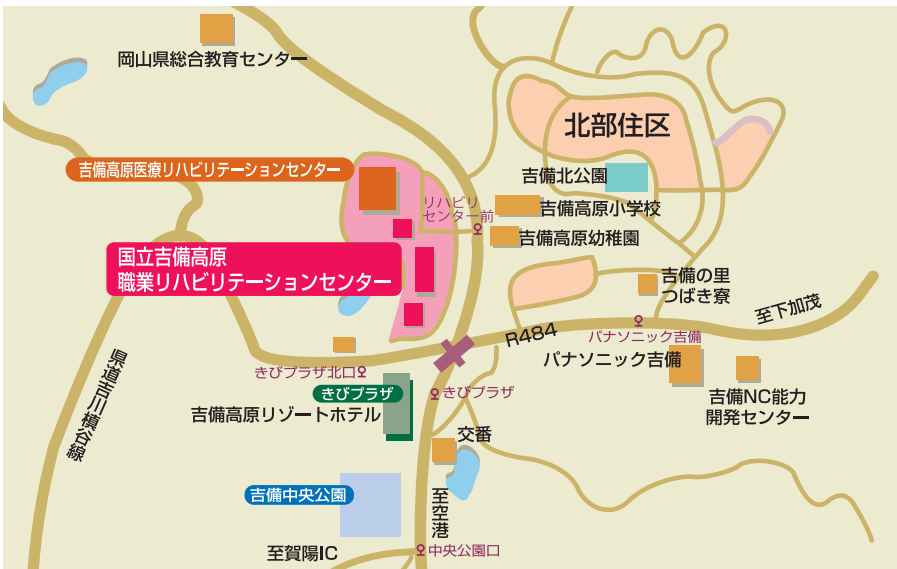 岡山県総合教育センター
北部住区
吉備高原医療リハビリテーションセンター
吉備北公園
リハビリ
センター前
吉備高原小学校
吉備高原幼稚園
国立吉備高原
職業リハビリテーションセンター
吉備の里
つばき寮
至下加茂
R484
パナソニック吉備
パナソニック吉備
県道吉川槙谷線
きびプラザ北口
きびプラザ
きびプラザ
吉備高原リゾートホテル
吉備NC能力
開発センター
交番
吉備中央公園
至空港
至賀陽IC
中央公園口